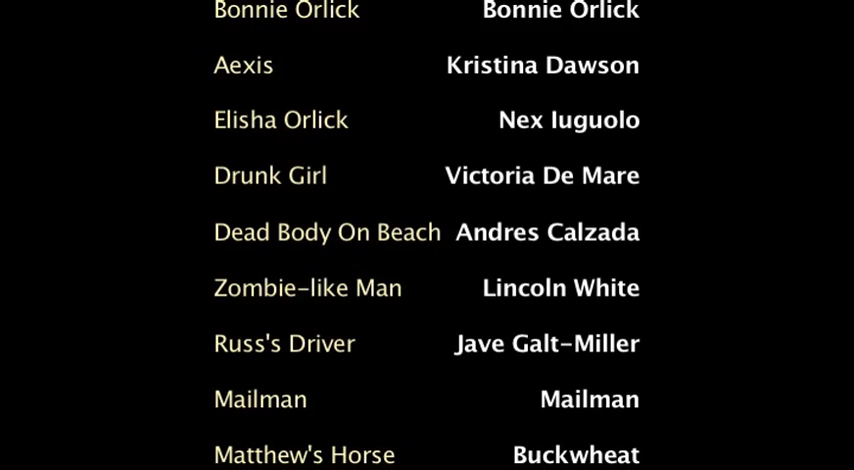 Bonnie Orlick Bonnie Orlick
Aexis Kristina Dawson
Elisha Orlick Nex Iuguolo
Drunk Girl Victoria De Mare
Dead Body On Beach Andres Calzada
Zombie-like Man Lincoln White
Russ's Driver Jave Galt-Miller
Mailman Mailman
Matthew's Horse Buckwheat